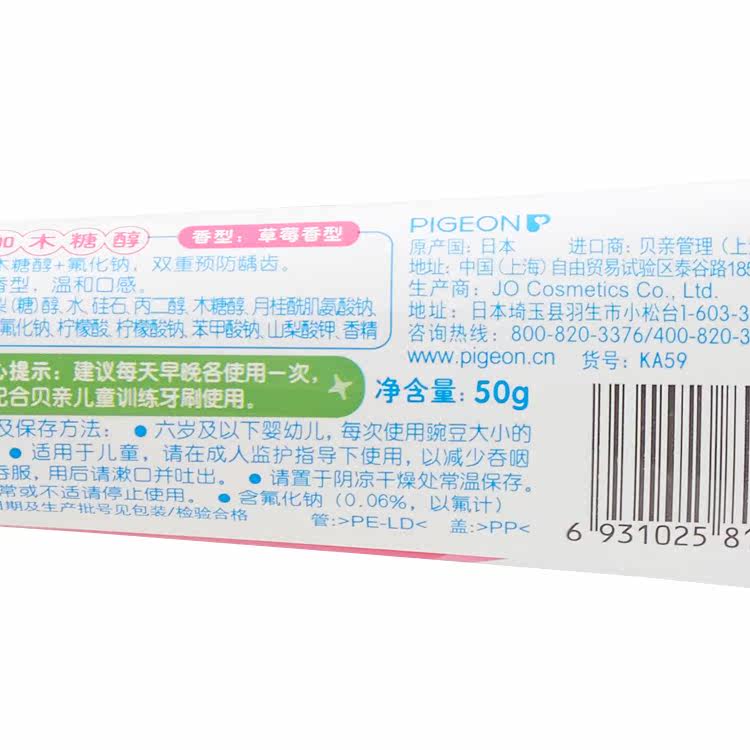 加木糖醇
香型：草莓香型
木糖醇+氟化钠，双重预防龋齿。
香型，温和口感。
梨(糖)醇、水、硅石、丙二醇、木糖醇、月桂酰肌氨酸钠、
氟化钠、柠檬酸、柠檬酸钠、苯甲酸钠、山梨酸钾、香精
心提示：建议每天早晚各使用一次，
配合贝亲儿童训练牙刷使用。
净含量：50g
及保存方法：●六岁及以下婴幼儿，每次使用豌豆大小的
●适用于儿童，请在成人监护指导下使用，以减少吞咽
吞服，用后请漱口并吐出。●请置于阴凉干燥处常温保存。
常或不适请停止使用。●含氟化钠（0.06%，以氟计）
日期及生产批号见包装/检验合格
管:>PE-LD< 盖:>PP<
PIGEON
原产国：日本 进口商：贝亲管理（上
地址：中国（上海）自由贸易试验区泰谷路185
生产商：JO Cosmetics Co., Ltd.
地址：日本埼玉县羽生市小松台1-603-3
咨询热线：800-820-3376/400-820-3
www.pigeon.cn 货号：KA59
6 931025 81